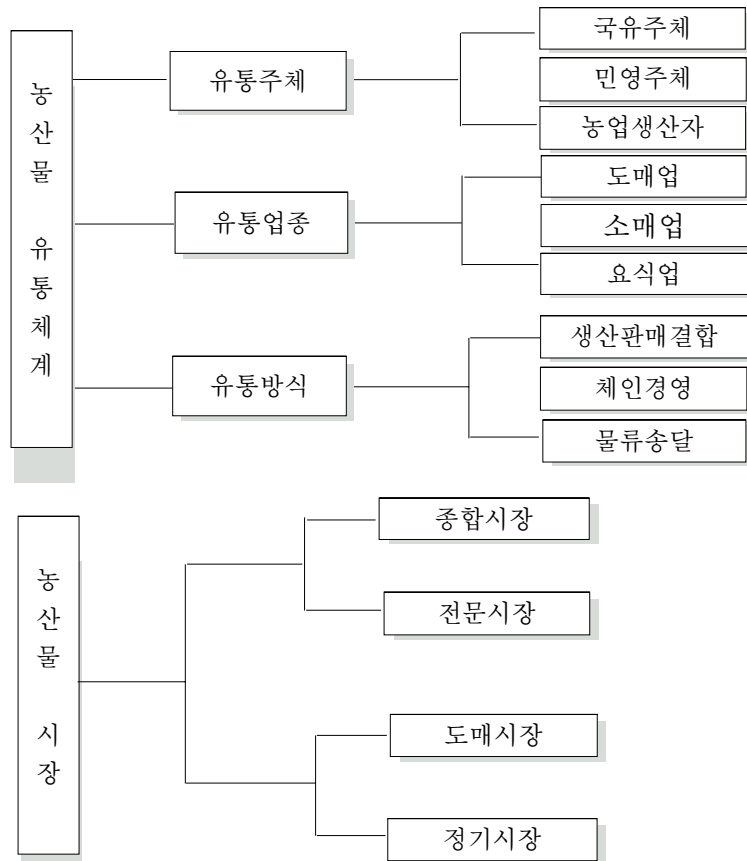 농산물 유통체계
유통주체
국유주체
민영주체
농업생산자
유통업종
도매업
소매업
요식업
유통방식
생산판매결합
체인경영
물류송달
농산물 시장
종합시장
전문시장
도매시장
정기시장